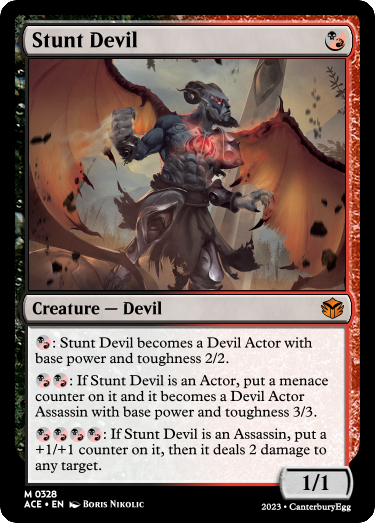 Stunt Devil
Creature — Devil
: Stunt Devil becomes a Devil Actor with
base power and toughness 2/2.
: If Stunt Devil is an Actor, put a menace
counter on it and it becomes a Devil Actor
Assassin with base power and toughness 3/3.
: If Stunt Devil is an Assassin, put a
+1/+1 counter on it, then it deals 2 damage to
any target.
1/1
M 0328
ACE • EN Boris Nikolic
2023 • CanterburyEgg